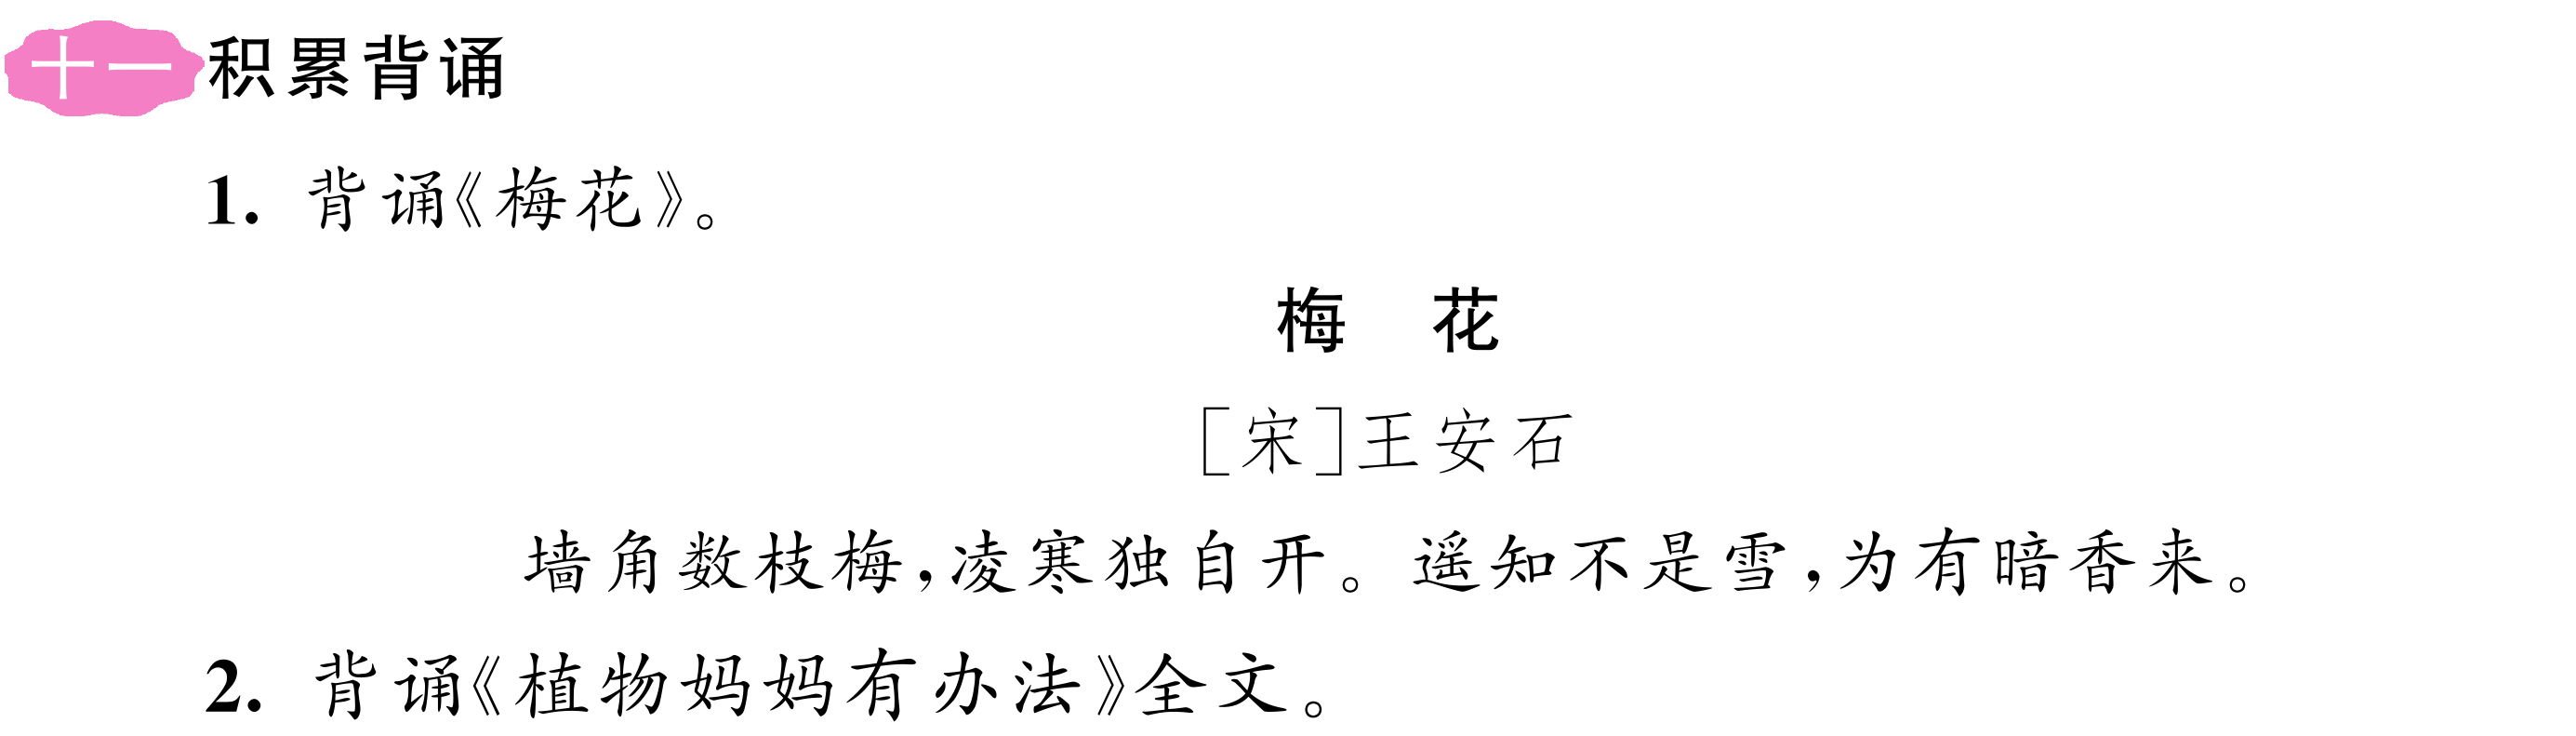 十一 积累背诵
1. 背诵《梅花》。
梅 花
[宋]王安石
墙角数枝梅,凌寒独自开。遥知不是雪,为有暗香来。
2. 背诵《植物妈妈有办法》全文。